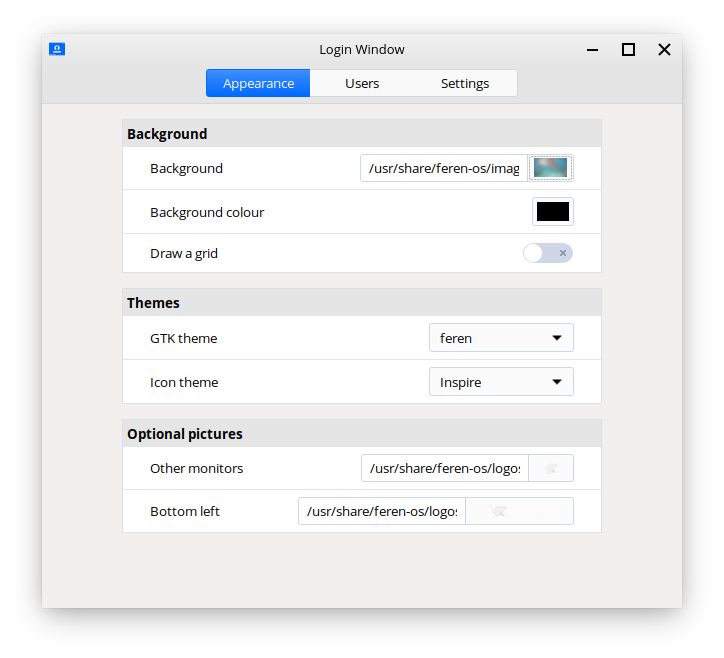 Login Window
Appearance
Users
Settings
Background
Background
/usr/share/feren-os/imag
Background colour
Draw a grid
Themes
GTK theme
feren
Icon theme
Inspire
Optional pictures
Other monitors
/usr/share/feren-os/logos
Bottom left
/usr/share/feren-os/logos